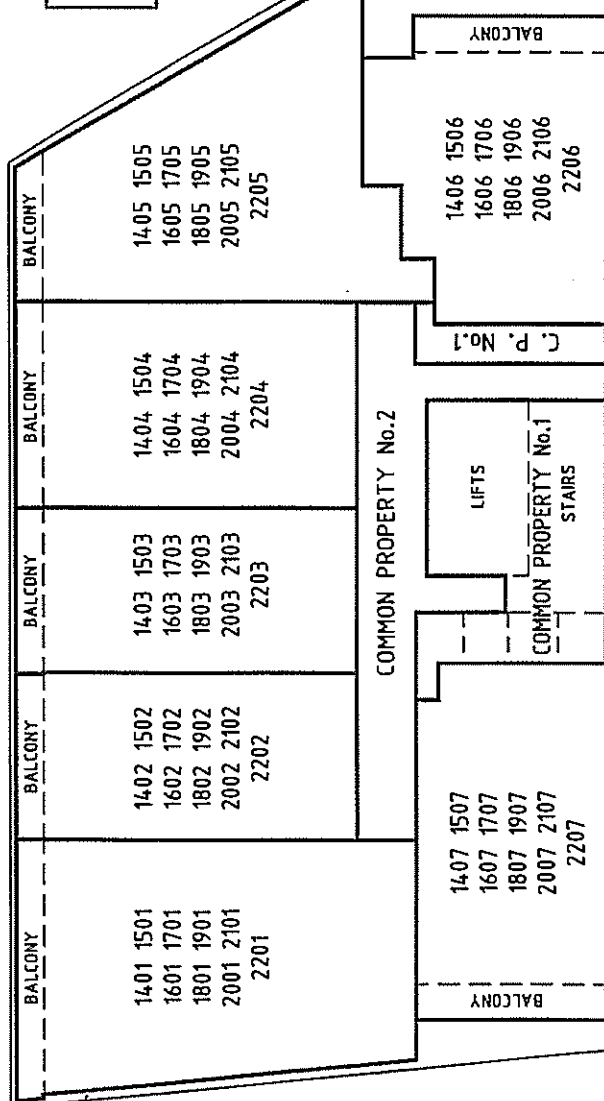 BALCONY
1401 1501
1601 1701
1801 1901
2001 2101
2201
BALCONY
1402 1502
1602 1702
1802 1902
2002 2102
2202
BALCONY
1403 1503
1603 1703
1803 1903
2003 2103
2203
BALCONY
1404 1504
1604 1704
1804 1904
2004 2104
2204
BALCONY
1405 1505
1605 1705
1805 1905
2005 2105
2205
COMMON PROPERTY No.2
BALCONY
1407 1507
1607 1707
1807 1907
2007 2107
2207
LIFTS
COMMON PROPERTY No.1
STAIRS
C. P. No.1
1406 1506
1606 1706
1806 1906
2006 2106
2206
BALCONY